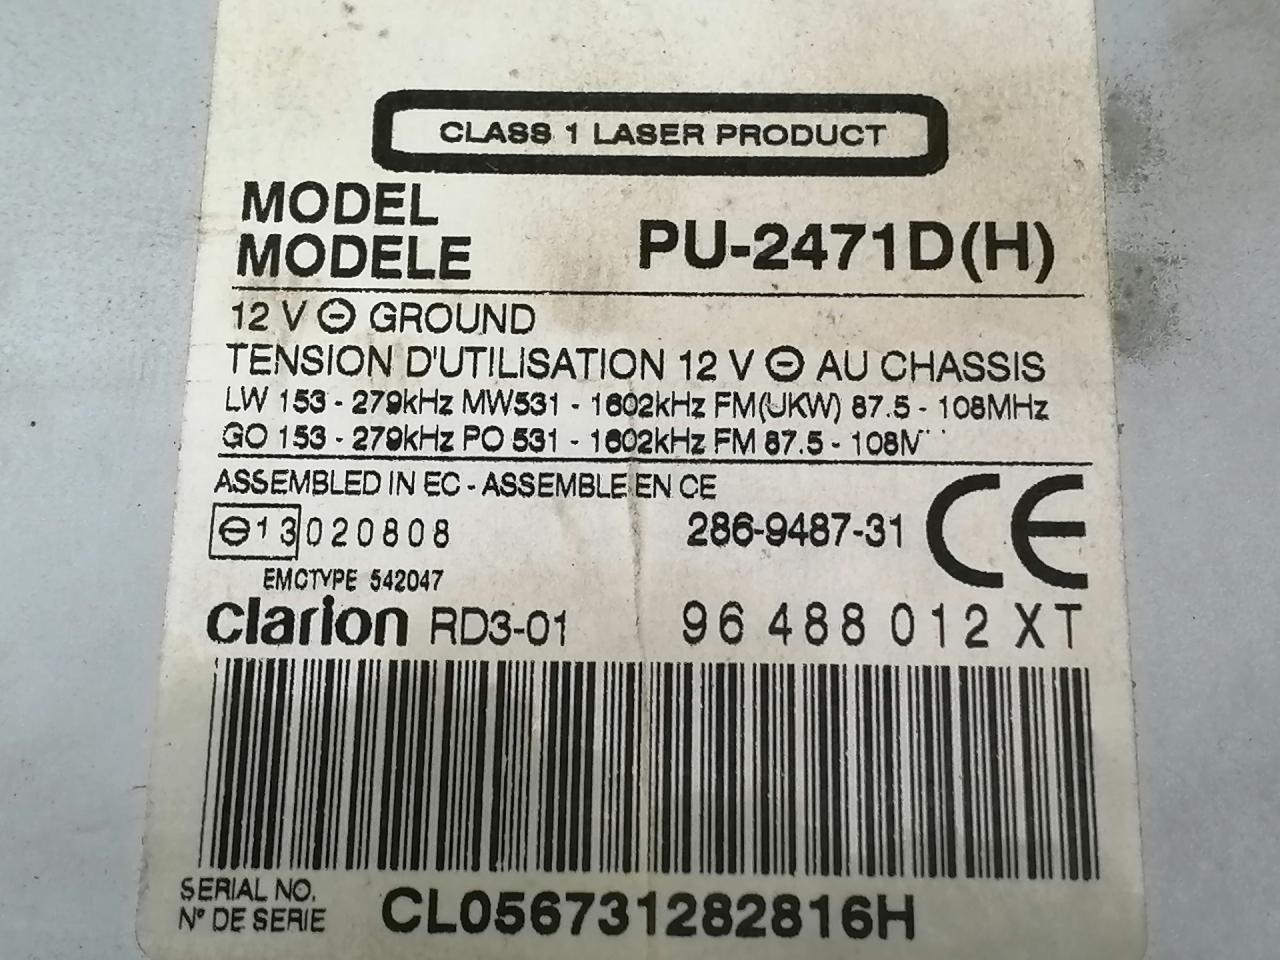 CLASS 1 LASER PRODUCT
MODEL
MODELE
PU-2471D(H)
12 V ⊖ GROUND
TENSION D'UTILISATION 12 V ⊖ AU CHASSIS
LW 153 - 279kHz MW531 - 1602kHz FM(UKW) 87.5 - 108MHz
GO 153 - 279kHz PO 531 - 1602kHz FM 87.5 - 108M
ASSEMBLED IN EC - ASSEMBLE EN CE
e13 020808
286-9487-31
CE
EMCTYPE 542047
clarion RD3-01 96 488 012 XT
SERIAL NO.
N° DE SERIE
CL056731282816H